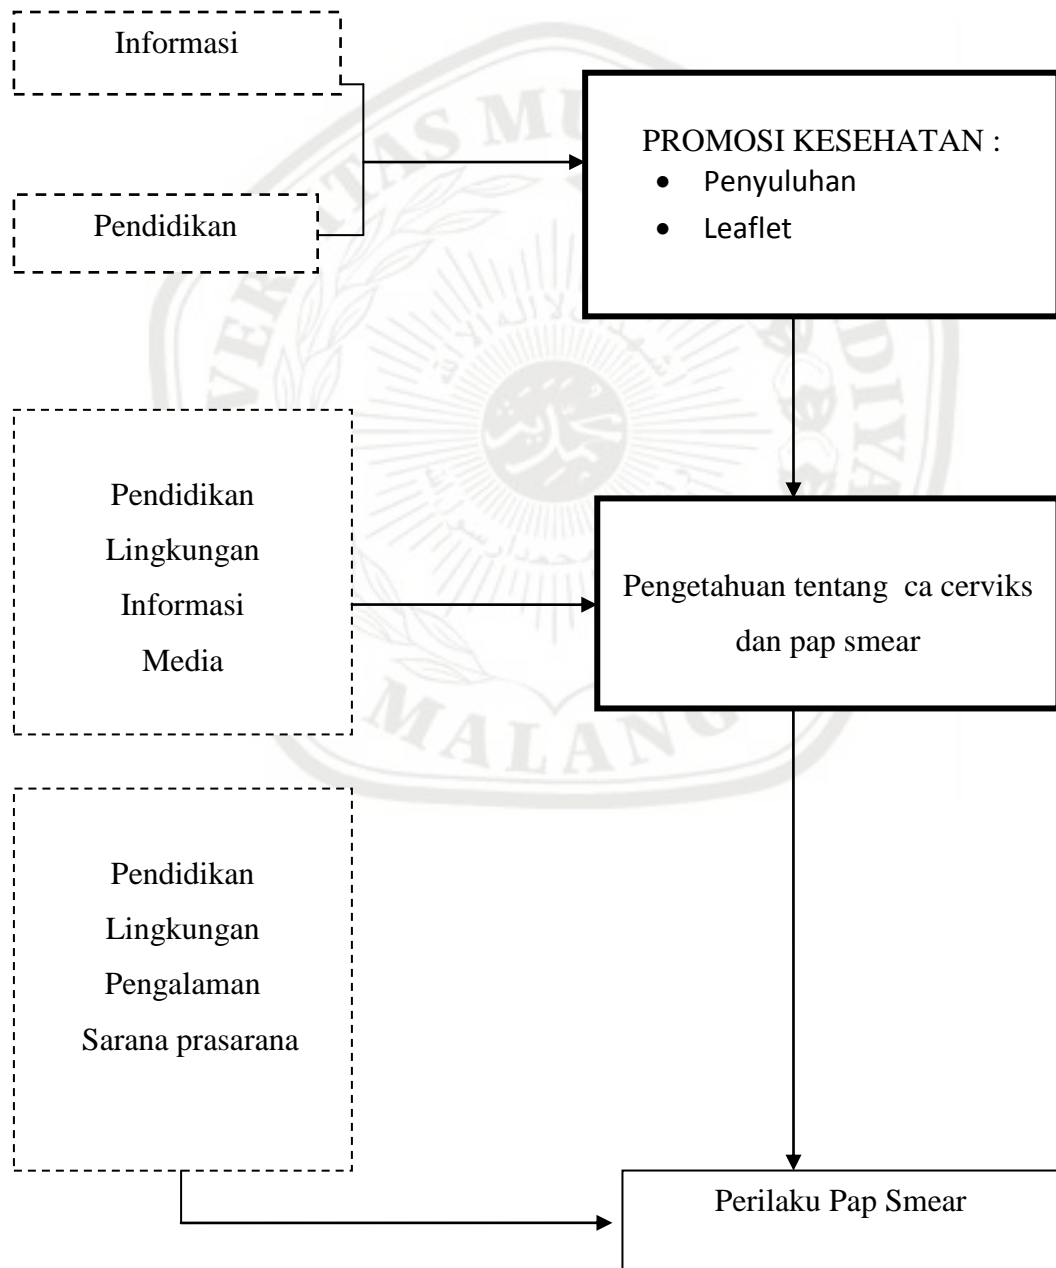 Informasi
PROMOSI KESEHATAN :
• Penyuluhan
• Leaflet
Pendidikan
Pendidikan
Lingkungan
Informasi
Media
Pengetahuan tentang ca cerviks
dan pap smear
MALANG
Pendidikan
Lingkungan
Pengalaman
Sarana prasarana
Perilaku Pap Smear